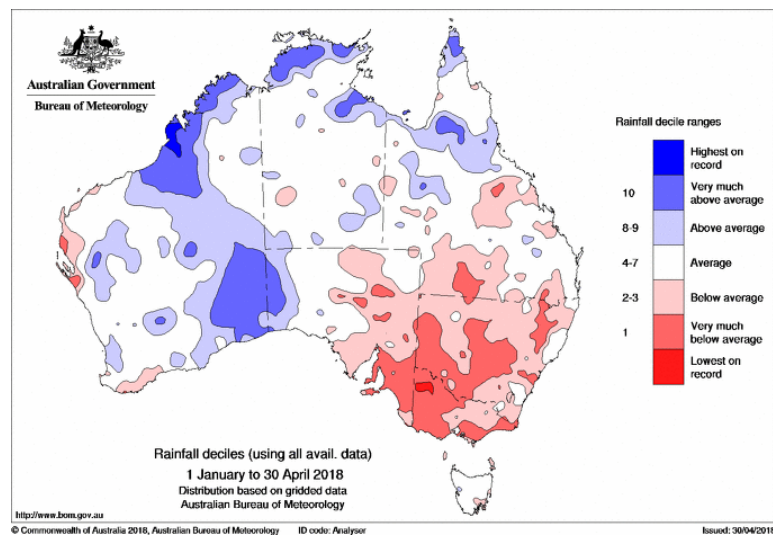 Australian Government
Bureau of Meteorology
Rainfall decile ranges
Highest on
record
10
Very much
above average
8-9
Above average
4-7
Average
2-3
Below average
1
Very much
below average
Lowest on
record
Rainfall deciles (using all avail. data)
1 January to 30 April 2018
Distribution based on gridded data
Australian Bureau of Meteorology
http://www.bom.gov.au
© Commonwealth of Australia 2018, Australian Bureau of Meteorology ID code: Analyser Issued: 30/04/2018